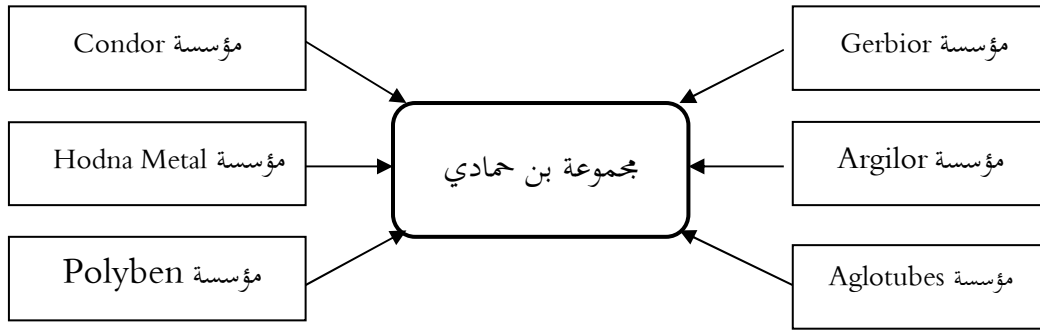 مؤسسة Condor
مؤسسة Gerbior
مؤسسة Hodna Metal
مجموعة بن حمادي
مؤسسة Argilor
مؤسسة Polyben
مؤسسة Aglotubes